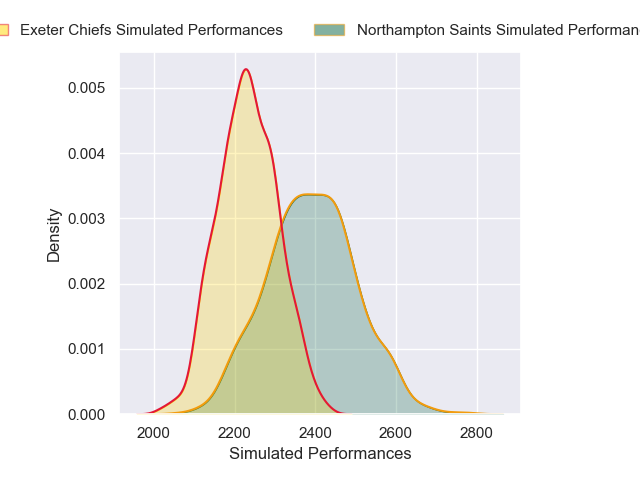 Exeter Chiefs Simulated Performances
Northampton Saints Simulated
0.005
0.004
0.003
0.002
0.001
0.000
Density
2000 2200 2400 2600 2800
Simulated Performances